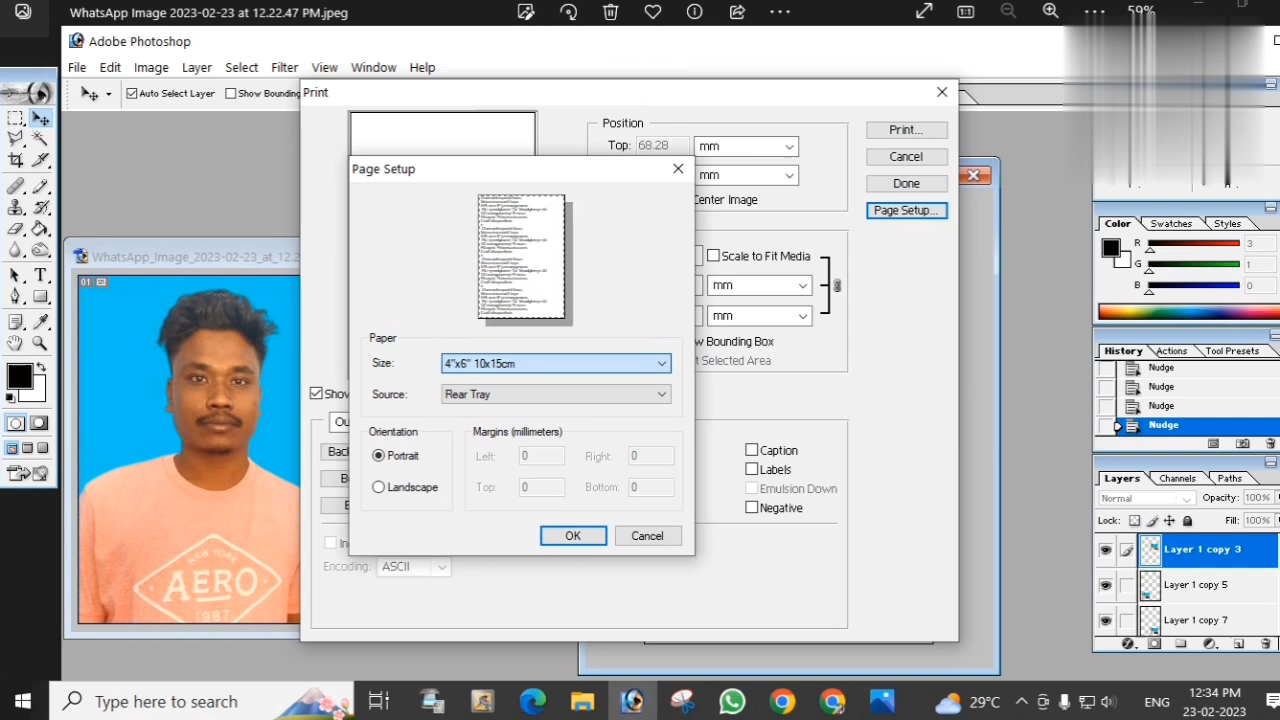 WhatsApp Image 2023-02-23 at 12.22.47 PM.jpeg
59%
Adobe Photoshop
File Edit Image Layer Select Filter View Window Help
Auto Select Layer Show Bounding
Print
Position
Top: 68.28 mm
mm
Center Image
Print...
Cancel
Done
Page Setup...
Scale to Fit Media
mm
mm
Bounding Box
Selected Area
Page Setup
Paper
Size: 4"x6" 10x15cm
Source: Rear Tray
Orientation
Portrait
Landscape
Margins (millimeters)
Left: 0 Right: 0
Top: 0 Bottom: 0
OK Cancel
Show
Encoding: ASCII
Caption
Labels
Emulsion Down
Negative
WhatsApp_Image_2023-02-23_at_12.2
01
NEW YORK
AERO
1987
Color Swatches Styles
R 3
G 1
B 0
History Actions Tool Presets
Nudge
Nudge
Nudge
Nudge
Layers Channels Paths
Normal Opacity: 100%
Lock: Fill: 100%
Layer 1 copy 3
Layer 1 copy 5
Layer 1 copy 7
Type here to search
29°C ENG 12:34 PM
23-02-2023